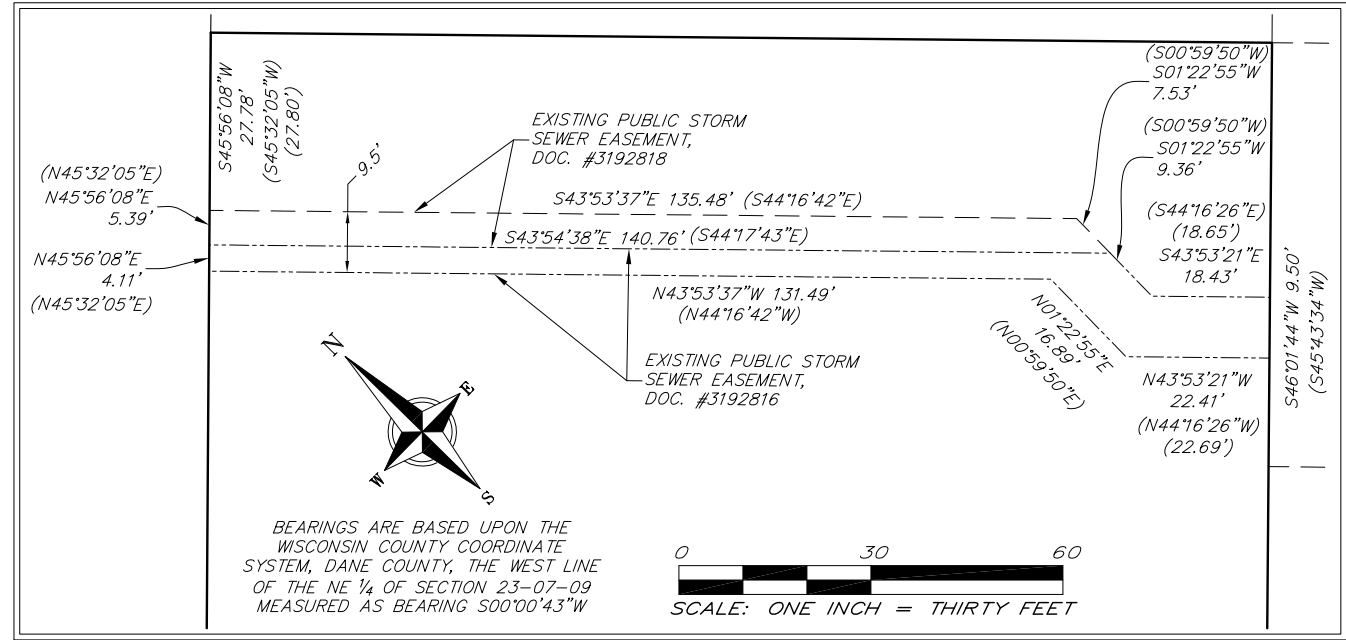 (S00°59'50"W)
S01°22'55"W
7.53'
(S00°59'50"W)
S01°22'55"W
9.36'
S45°56'08"W
27.78'
(S45°32'05"W)
(27.80')
9.5'
EXISTING PUBLIC STORM
SEWER EASEMENT,
DOC. #3192818
(N45°32'05"E)
N45°56'08"E
5.39'
S43°53'37"E 135.48' (S44°16'42"E)
(S44°16'26"E)
(18.65')
S43°53'21"E
18.43'
S43°54'38"E 140.76' (S44°17'43"E)
N45°56'08"E
4.11'
(N45°32'05"E)
N43°53'37"W 131.49'
(N44°16'42"W)
N01°22'55"E
16.89'
(N00°59'50"E)
S46°01'44"W 9.50'
(S45°43'34"W)
EXISTING PUBLIC STORM
SEWER EASEMENT,
DOC. #3192816
N43°53'21"W
22.41'
(N44°16'26"W)
(22.69')
N
E
W
S
BEARINGS ARE BASED UPON THE
WISCONSIN COUNTY COORDINATE
SYSTEM, DANE COUNTY, THE WEST LINE
OF THE NE ¼ OF SECTION 23-07-09
MEASURED AS BEARING S00°00'43"W
0 30 60
SCALE: ONE INCH = THIRTY FEET